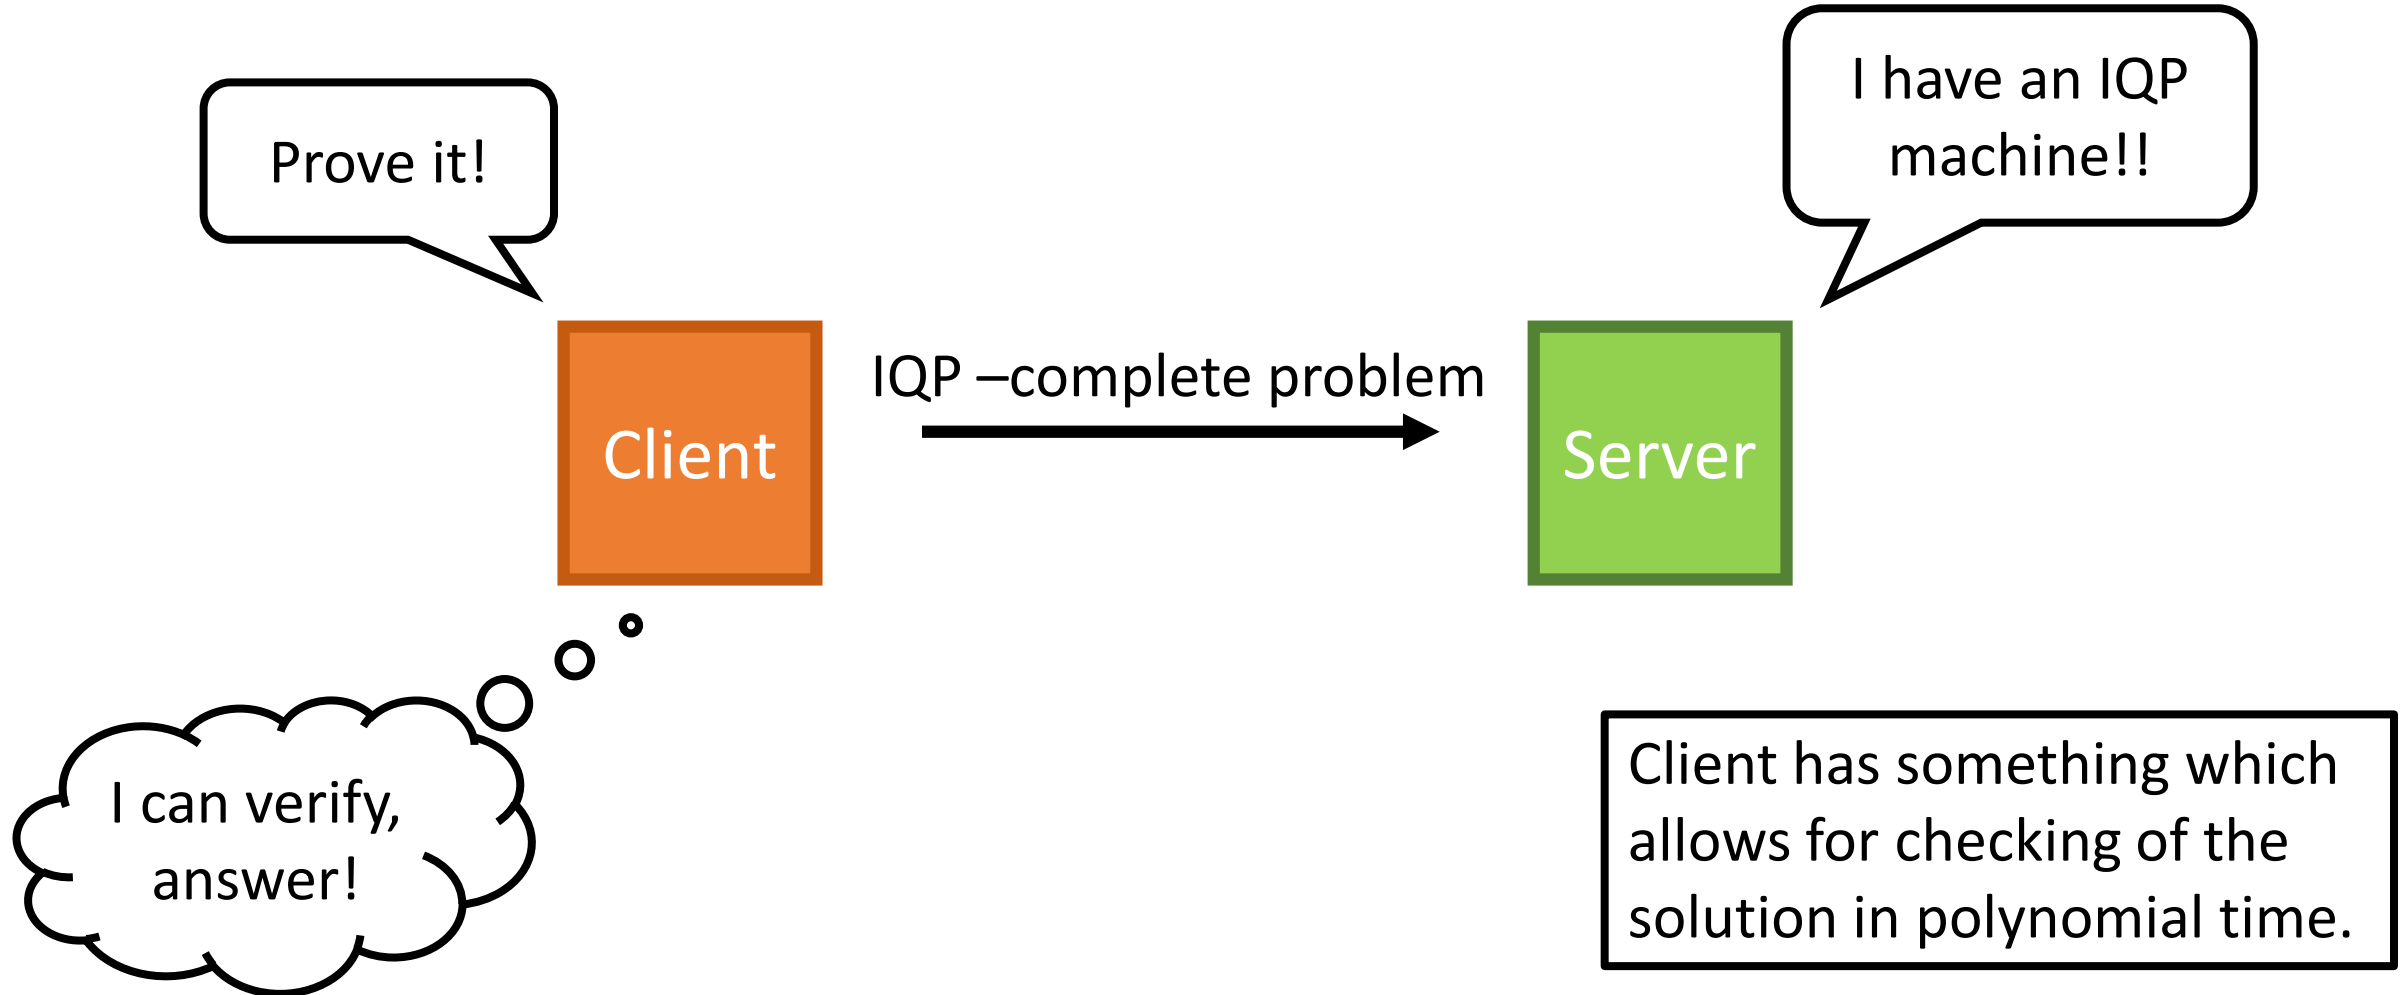 Prove it!
I have an IQP
machine!!
IQP –complete problem
Client
Server
I can verify,
answer!
Client has something which
allows for checking of the
solution in polynomial time.